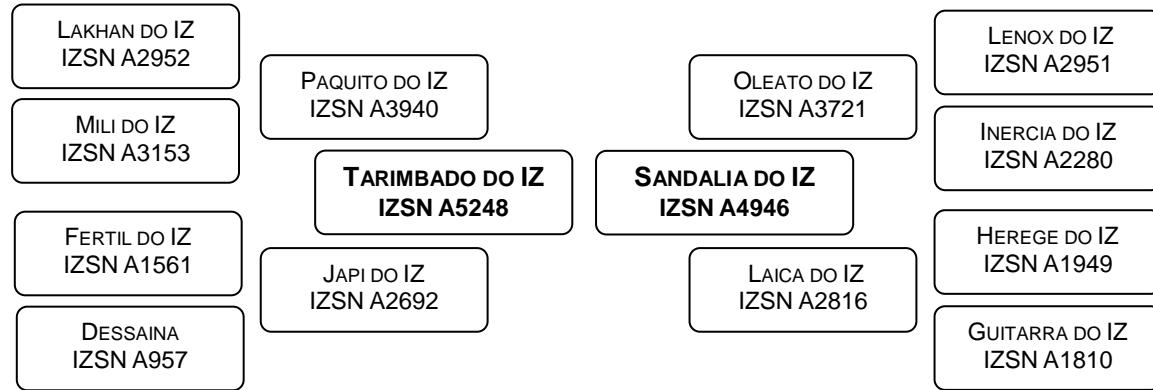 LAKHAN DO IZ
IZSN A2952
MILI DO IZ
IZSN A3153
FERTIL DO IZ
IZSN A1561
DESSAINA
IZSN A957
PAQUITO DO IZ
IZSN A3940
JAPI DO IZ
IZSN A2692
TARIMBADO DO IZ
IZSN A5248
SANDALIA DO IZ
IZSN A4946
OLEATO DO IZ
IZSN A3721
LAICA DO IZ
IZSN A2816
LENOX DO IZ
IZSN A2951
INERCIA DO IZ
IZSN A2280
HEREGE DO IZ
IZSN A1949
GUITARRA DO IZ
IZSN A1810